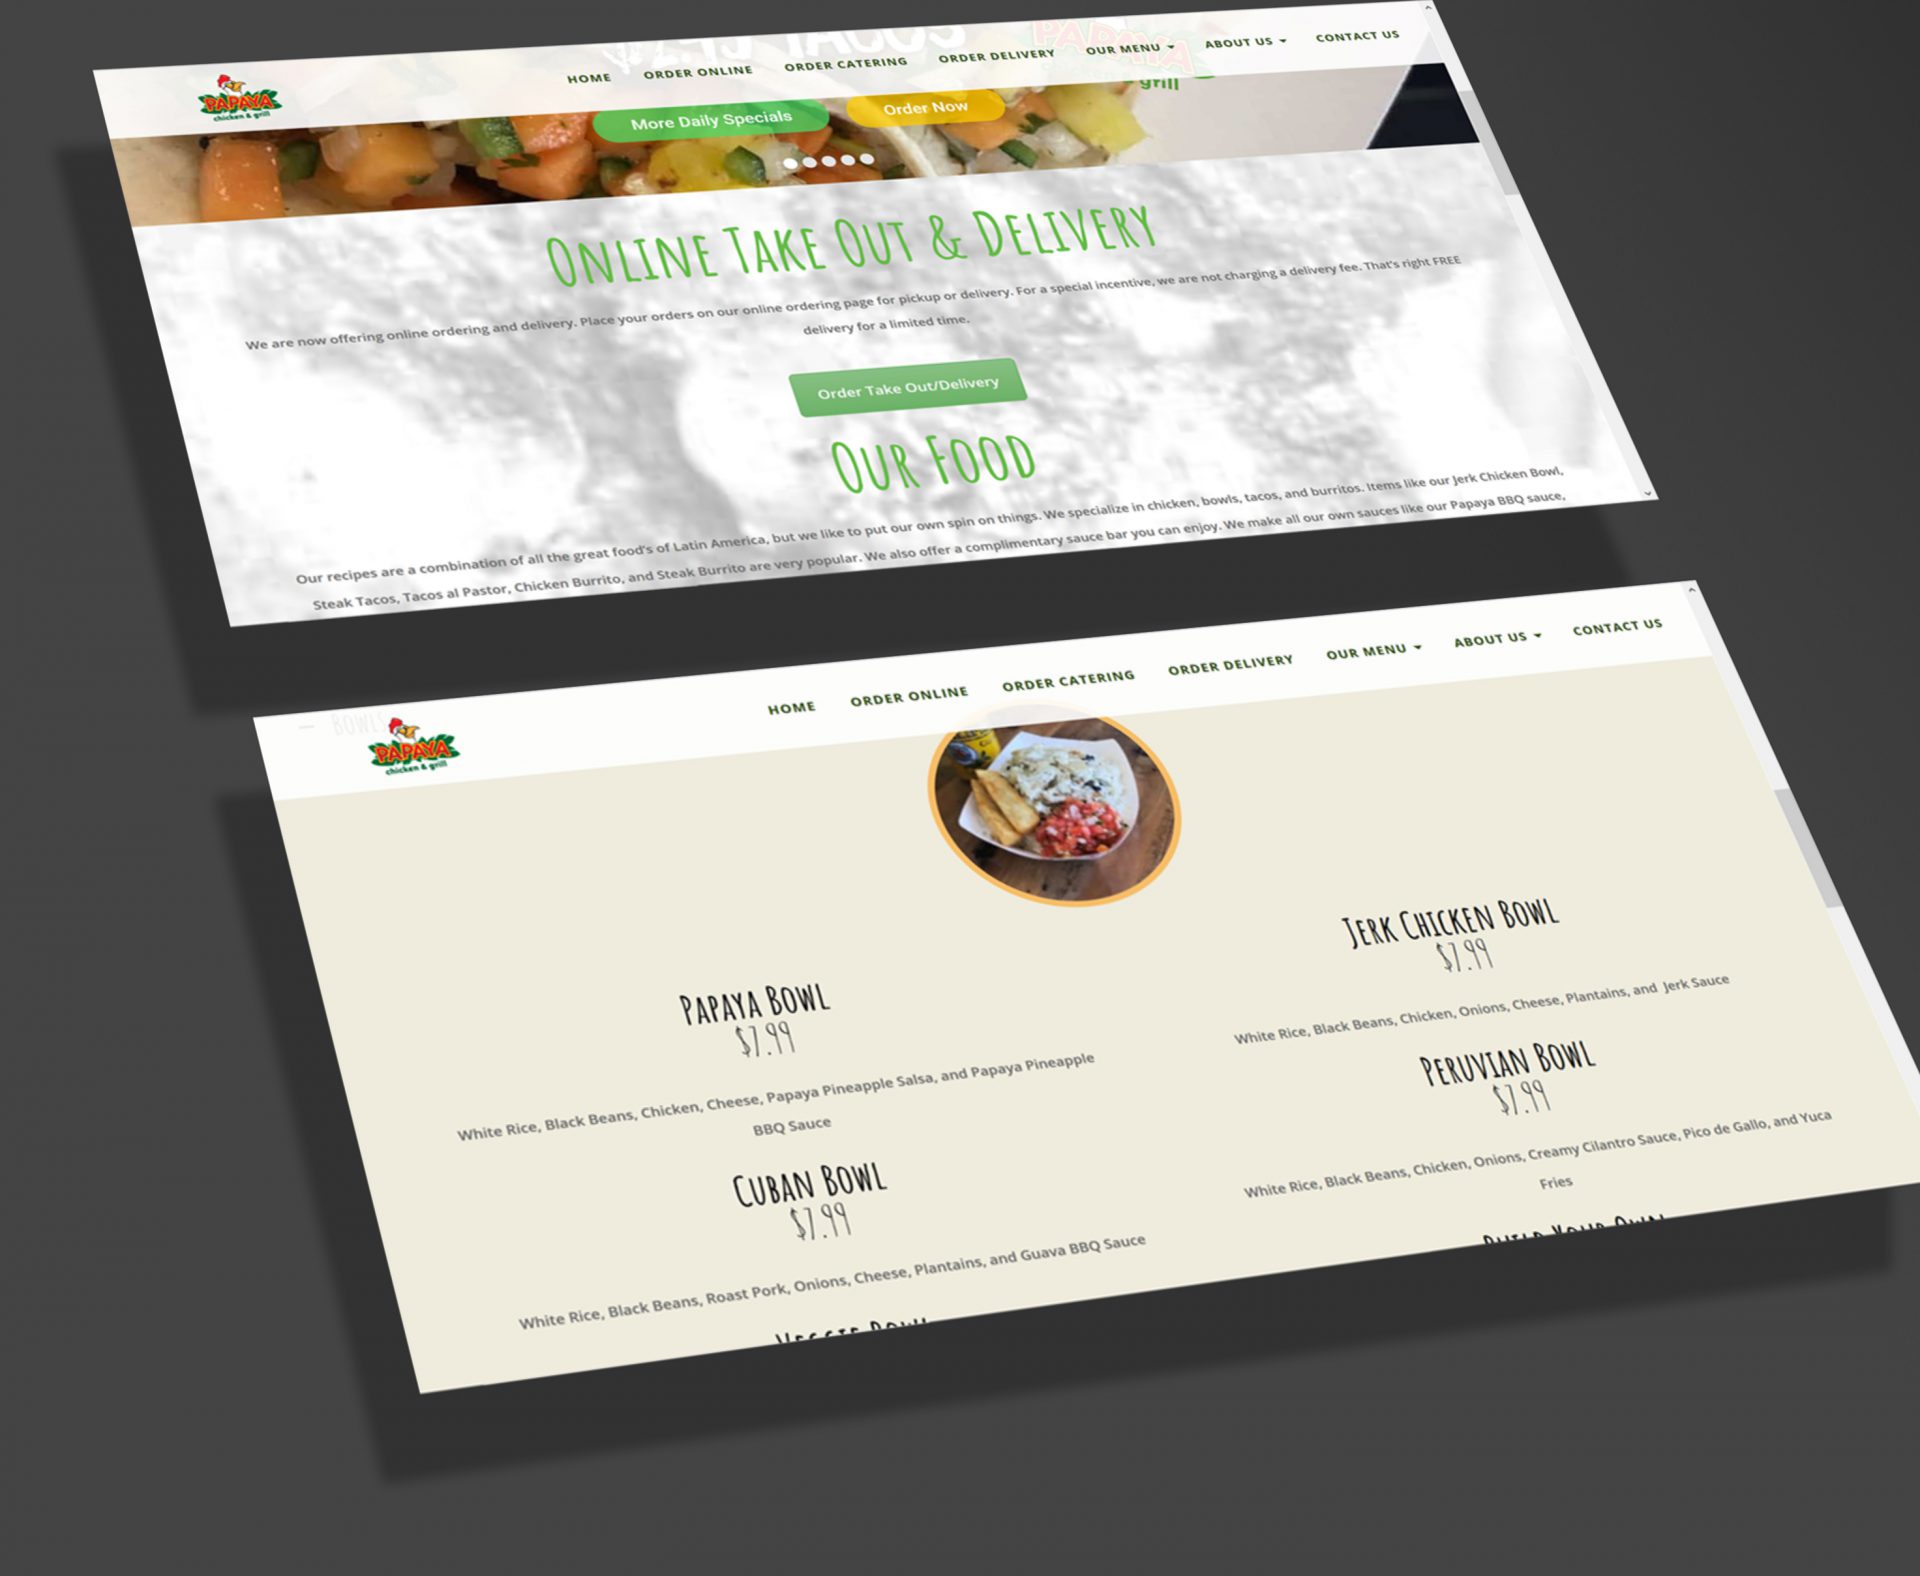 TACOS
PAPAYA
grill
PAPAYA
chicken & grill
HOME
ORDER ONLINE
ORDER CATERING
ORDER DELIVERY
OUR MENU
ABOUT US
CONTACT US
More Daily Specials
Order Now
Online Take Out & Delivery
We are now offering online ordering and delivery. Place your orders on our online ordering page for pickup or delivery. For a special incentive, we are not charging a delivery fee. That's right FREE
delivery for a limited time.
Order Take Out/Delivery
Our Food
Our recipes are a combination of all the great food's of Latin America, but we like to put our own spin on things. We specialize in chicken, bowls, tacos, and burritos. Items like our Jerk Chicken Bowl,
Steak Tacos, Tacos al Pastor, Chicken Burrito, and Steak Burrito are very popular. We also offer a complimentary sauce bar you can enjoy. We make all our own sauces like our Papaya BBQ sauce,
Bowls
PAPAYA
chicken & grill
HOME
ORDER ONLINE
ORDER CATERING
ORDER DELIVERY
OUR MENU
ABOUT US
CONTACT US
Papaya Bowl
$7.99
White Rice, Black Beans, Chicken, Cheese, Papaya Pineapple Salsa, and Papaya Pineapple
BBQ Sauce
Cuban Bowl
$7.99
White Rice, Black Beans, Roast Pork, Onions, Cheese, Plantains, and Guava BBQ Sauce
Veggie Bowl
Jerk Chicken Bowl
$7.99
White Rice, Black Beans, Chicken, Onions, Cheese, Plantains, and Jerk Sauce
Peruvian Bowl
$7.99
White Rice, Black Beans, Chicken, Onions, Creamy Cilantro Sauce, Pico de Gallo, and Yuca
Fries
Build Your Own